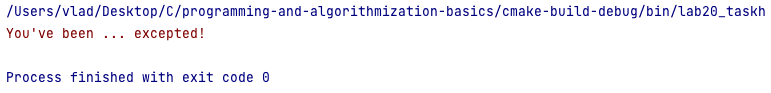 /Users/vlad/Desktop/C/programming-and-algorithmization-basics/cmake-build-debug/bin/lab20_taskh
You've been ... excepted!
Process finished with exit code 0